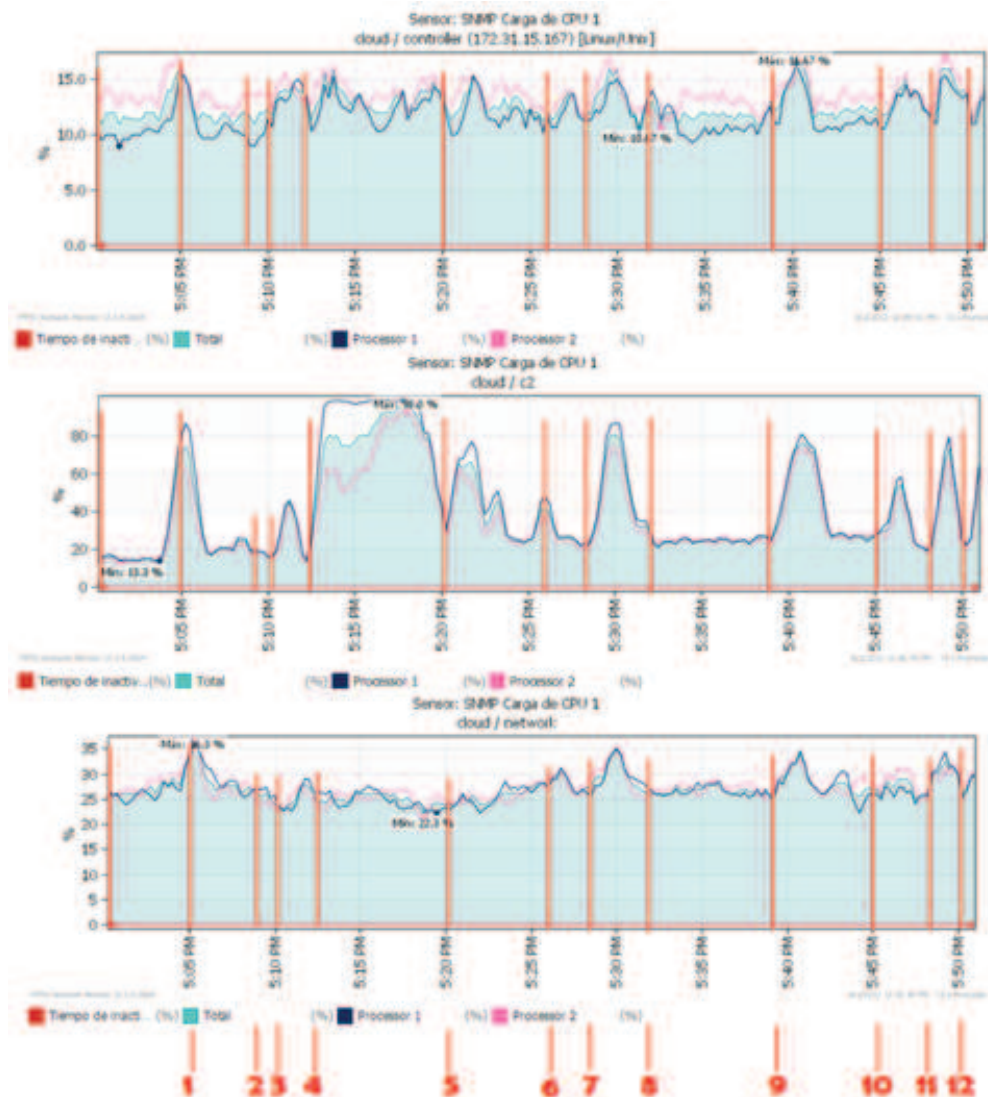 Sensor: SNMP Carga de CPU 1
cloud / controller (172.31.15.167) [Linux/Unix]
15.0
10.0
5.0
0.0
%
5:05 PM
5:10 PM
5:15 PM
5:20 PM
5:25 PM
5:30 PM
5:35 PM
5:40 PM
5:45 PM
5:50 PM
Tiempo de inacti... (%) Total (%) Processor 1 (%) Processor 2 (%)
Sensor: SNMP Carga de CPU 1
cloud / c2
80
60
40
20
0
%
Mín: 13.3 %
5:05 PM
5:10 PM
5:15 PM
5:20 PM
5:25 PM
5:30 PM
5:35 PM
5:40 PM
5:45 PM
5:50 PM
Tiempo de inactiv...(%) Total (%) Processor 1 (%) Processor 2 (%)
Sensor: SNMP Carga de CPU 1
cloud / network
35
30
25
20
15
10
5
0
%
Mín: 22.3 %
5:05 PM
5:10 PM
5:15 PM
5:20 PM
5:25 PM
5:30 PM
5:35 PM
5:40 PM
5:45 PM
5:50 PM
Tiempo de inacti... (%) Total (%) Processor 1 (%) Processor 2 (%)
1 2 3 4 5 6 7 8 9 10 11 12